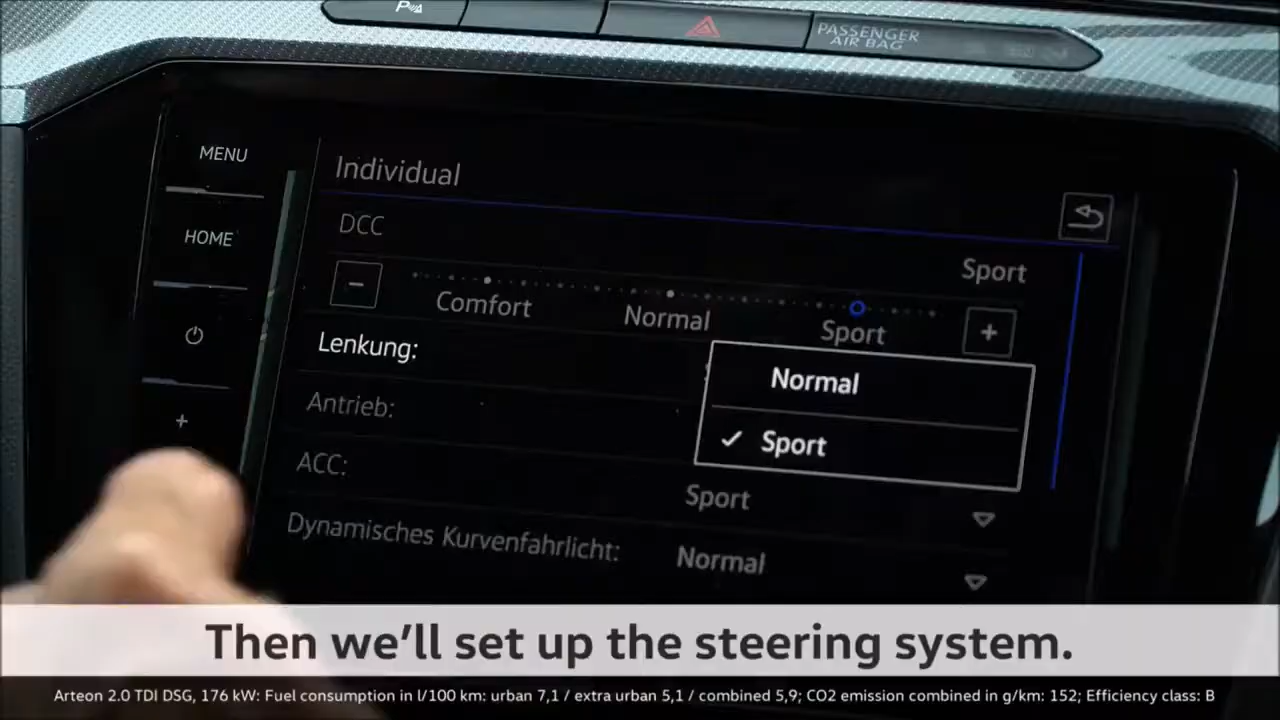 P
PASSENGER
AIR BAG
MENU
Individual
HOME
DCC
Sport
−
Comfort
Normal
Sport
+
Lenkung:
Normal
Antrieb:
✓ Sport
+
ACC:
Sport
Dynamisches Kurvenfahrlicht:
Normal
Then we’ll set up the steering system.
Arteon 2.0 TDI DSG, 176 kW: Fuel consumption in l/100 km: urban 7,1 / extra urban 5,1 / combined 5,9; CO2 emission combined in g/km: 152; Efficiency class: B